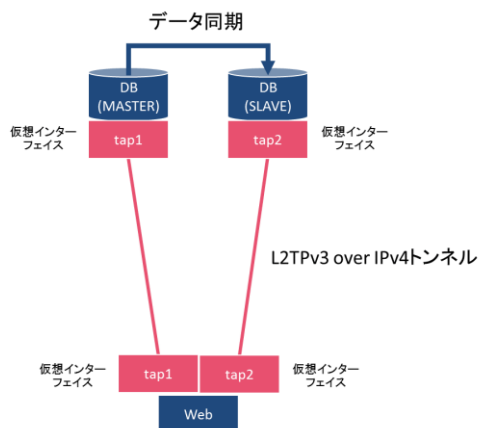 データ同期
DB
(MASTER)
DB
(SLAVE)
仮想インター
フェイス
tap1
tap2
仮想インター
フェイス
L2TPv3 over IPv4トンネル
仮想インター
フェイス
tap1
tap2
仮想インター
フェイス
Web